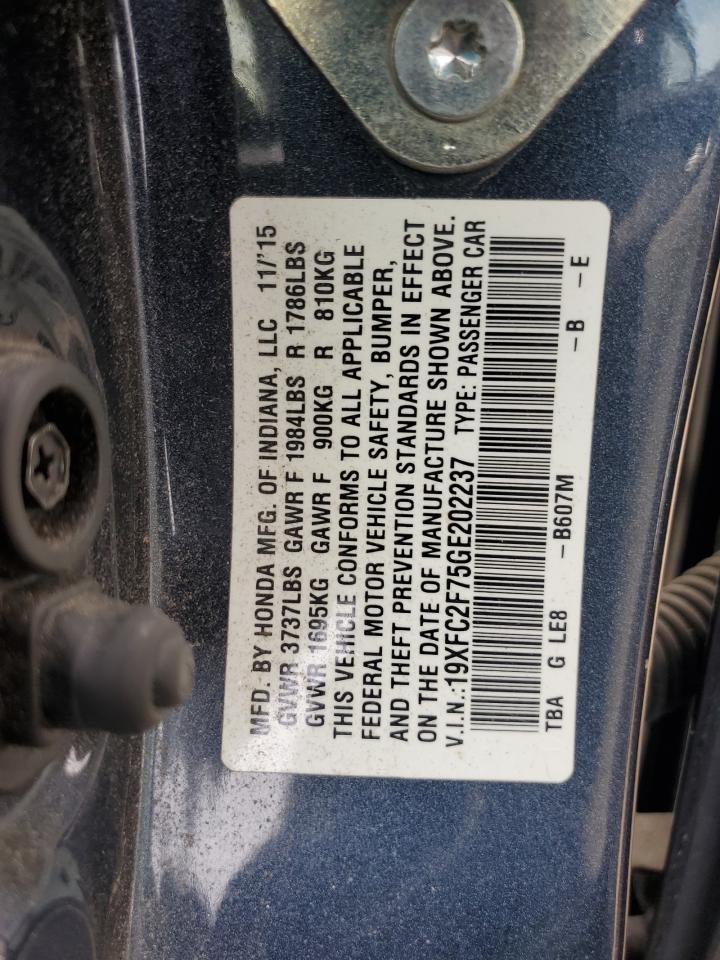 MFD. BY HONDA MFG. OF INDIANA, LLC 11/'15
GVWR 3737LBS GAWR F 1984LBS R 1786LBS
GVWR 1695KG GAWR F 900KG R 810KG
THIS VEHICLE CONFORMS TO ALL APPLICABLE
FEDERAL MOTOR VEHICLE SAFETY, BUMPER,
AND THEFT PREVENTION STANDARDS IN EFFECT
ON THE DATE OF MANUFACTURE SHOWN ABOVE.
V.I.N.:19XFC2F75GE202237 TYPE: PASSENGER CAR
TBA G LE8 -B607M -B -E